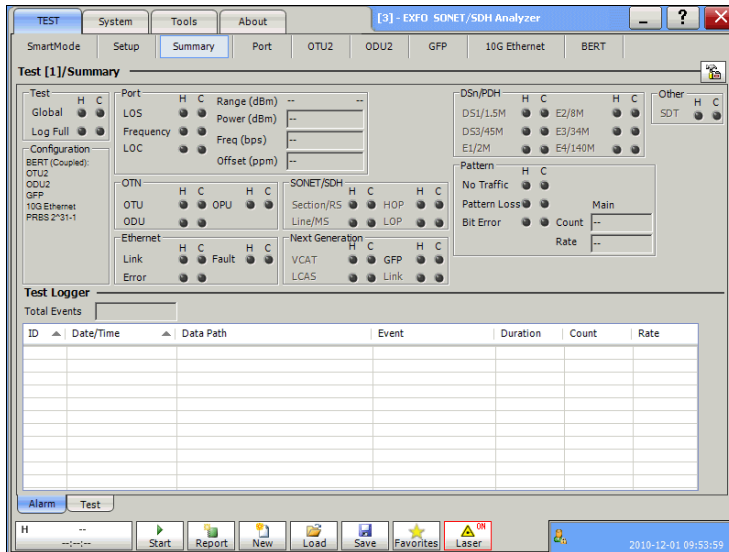 TEST System Tools About [3] - EXFO SONET/SDH Analyzer ?
SmartMode Setup Summary Port OTU2 ODU2 GFP 10G Ethernet BERT
Test [1]/Summary
Test
H C
Global
Log Full
Configuration
BERT (Coupled):
OTU2
ODU2
GFP
10G Ethernet
PRBS 2^31-1
Port
H C Range (dBm) -- --
LOS Power (dBm) --
Frequency Freq (bps) --
LOC Offset (ppm) --
OTN
H C H C
OTU OPU
ODU
SONET/SDH
H C H C
Section/RS HOP
Line/MS LOP
Ethernet
H C H C
Link Fault
Error
Next Generation
H C H C
VCAT GFP
LCAS Link
DSn/PDH
H C H C
DS1/1.5M E2/8M
DS3/45M E3/34M
E1/2M E4/140M
Other
H C
SDT
Pattern
H C
No Traffic
Pattern Loss Main
Bit Error Count --
Rate --
Test Logger
Total Events
ID Date/Time Data Path Event Duration Count Rate
Alarm Test
H --
--:--:--
Start Report New Load Save Favorites ON Laser
2010-12-01 09:53:59